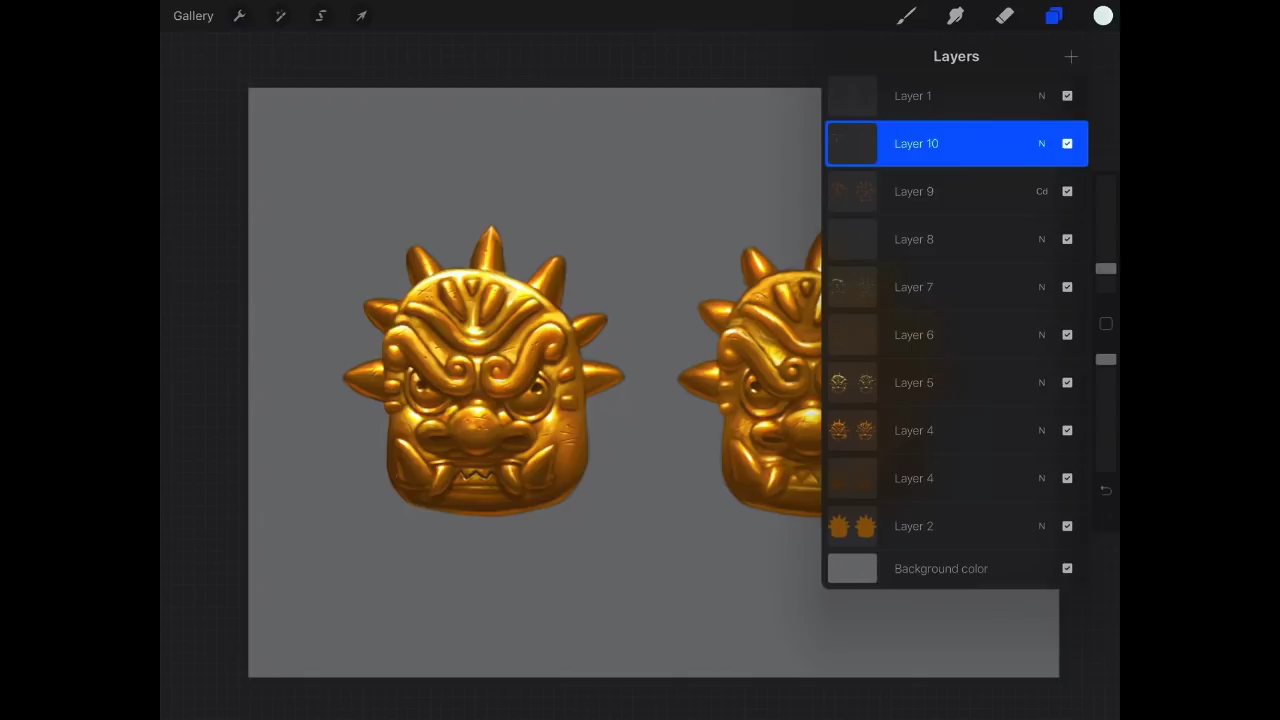 Gallery
Layers
Layer 1 N
Layer 10 N
Layer 9 Cd
Layer 8 N
Layer 7 N
Layer 6 N
Layer 5 N
Layer 4 N
Layer 4 N
Layer 2 N
Background color